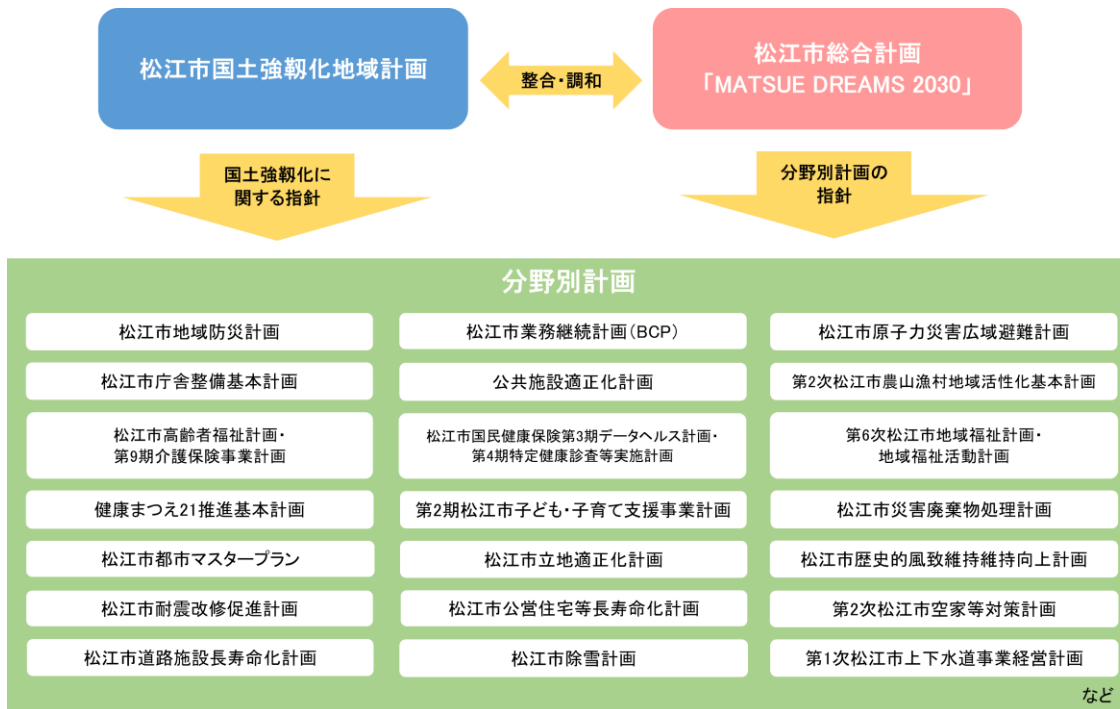 松江市国土強靱化地域計画
整合・調和
松江市総合計画
「MATSUE DREAMS 2030」
国土強靱化に
関する指針
分野別計画の
指針
分野別計画
松江市地域防災計画
松江市業務継続計画(BCP)
松江市原子力災害広域避難計画
松江市庁舎整備基本計画
公共施設適正化計画
第2次松江市農山漁村地域活性化基本計画
松江市高齢者福祉計画・
第9期介護保険事業計画
松江市国民健康保険第3期データヘルス計画・
第4期特定健康診査等実施計画
第6次松江市地域福祉計画・
地域福祉活動計画
健康まつえ21推進基本計画
第2期松江市子ども・子育て支援事業計画
松江市災害廃棄物処理計画
松江市都市マスタープラン
松江市立地適正化計画
松江市歴史的風致維持維持向上計画
松江市耐震改修促進計画
松江市公営住宅等長寿命化計画
第2次松江市空家等対策計画
松江市道路施設長寿命化計画
松江市除雪計画
第1次松江市上下水道事業経営計画
など